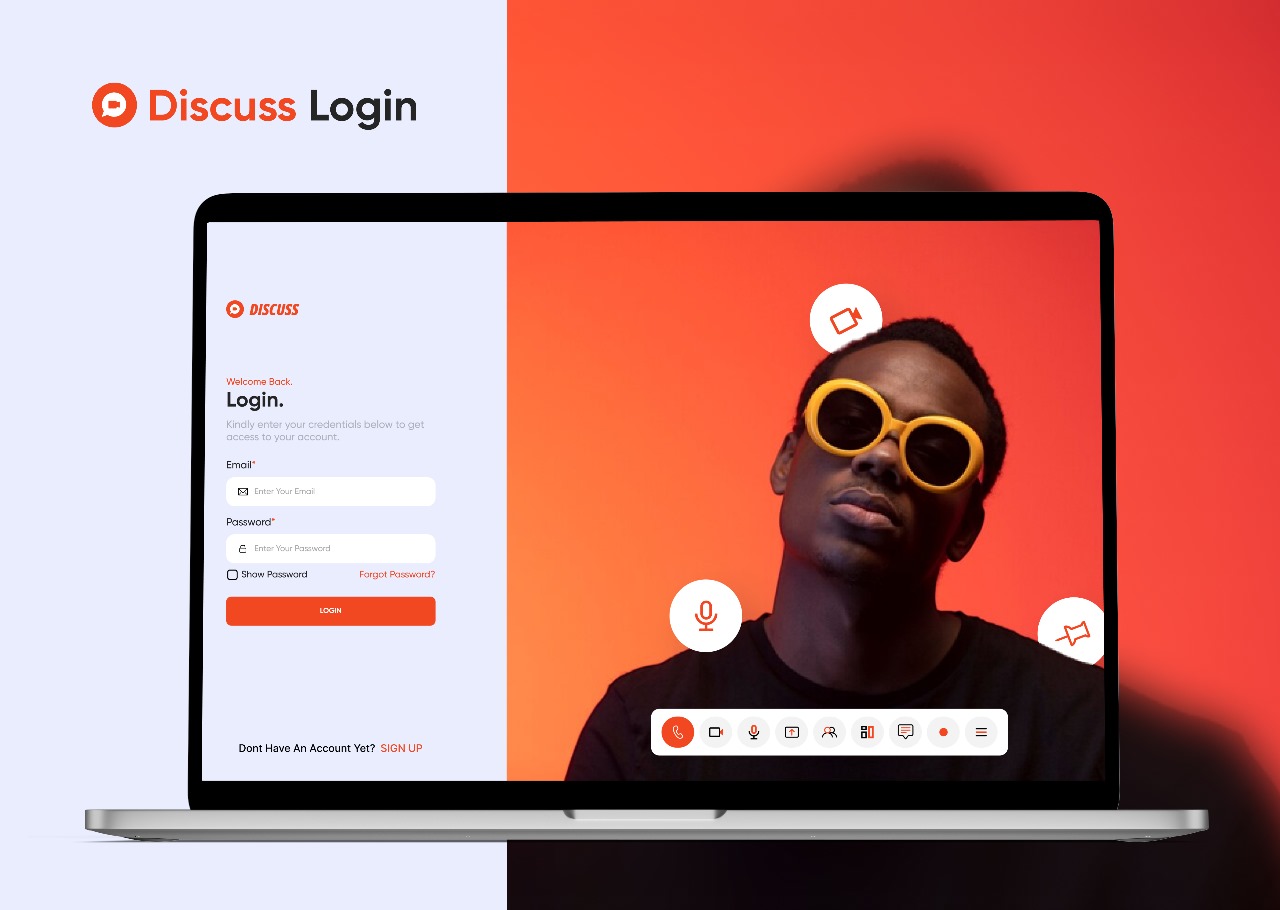 Discuss Login
DISCUSS
Welcome Back.
Login.
Kindly enter your credentials below to get
access to your account.
Email*
Enter Your Email
Password*
Enter Your Password
Show Password Forgot Password?
LOGIN
Dont Have An Account Yet? SIGN UP